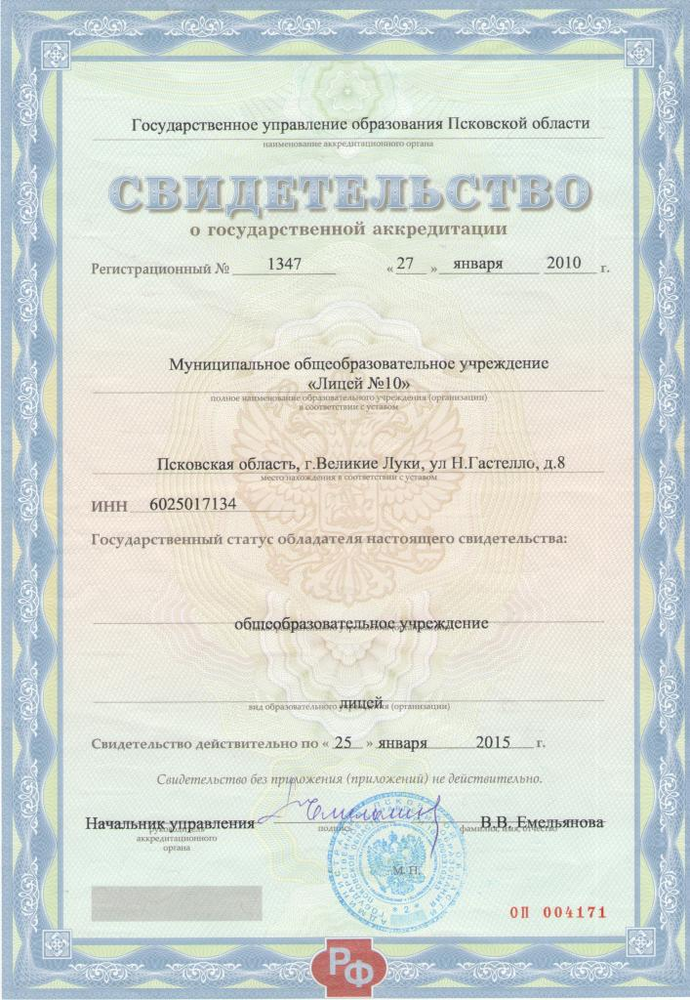 Государственное управление образования Псковской области
наименование аккредитационного органа
СВИДЕТЕЛЬСТВО
о государственной аккредитации
Регистрационный № 1347 «27» января 2010 г.
Муниципальное общеобразовательное учреждение
«Лицей №10»
полное наименование образовательного учреждения (организации)
в соответствии с уставом
Псковская область, г.Великие Луки, ул Н.Гастелло, д.8
место нахождения в соответствии с уставом
ИНН 6025017134
Государственный статус обладателя настоящего свидетельства:
общеобразовательное учреждение
лицей
вид образовательного учреждения (организации)
Свидетельство действительно по «25» января 2015 г.
Свидетельство без приложения (приложений) не действительно.
Начальник управления В.В. Емельянова
руководитель подпись фамилия, имя, отчество
аккредитационного
органа
М. П.
ОП 004171
РФ